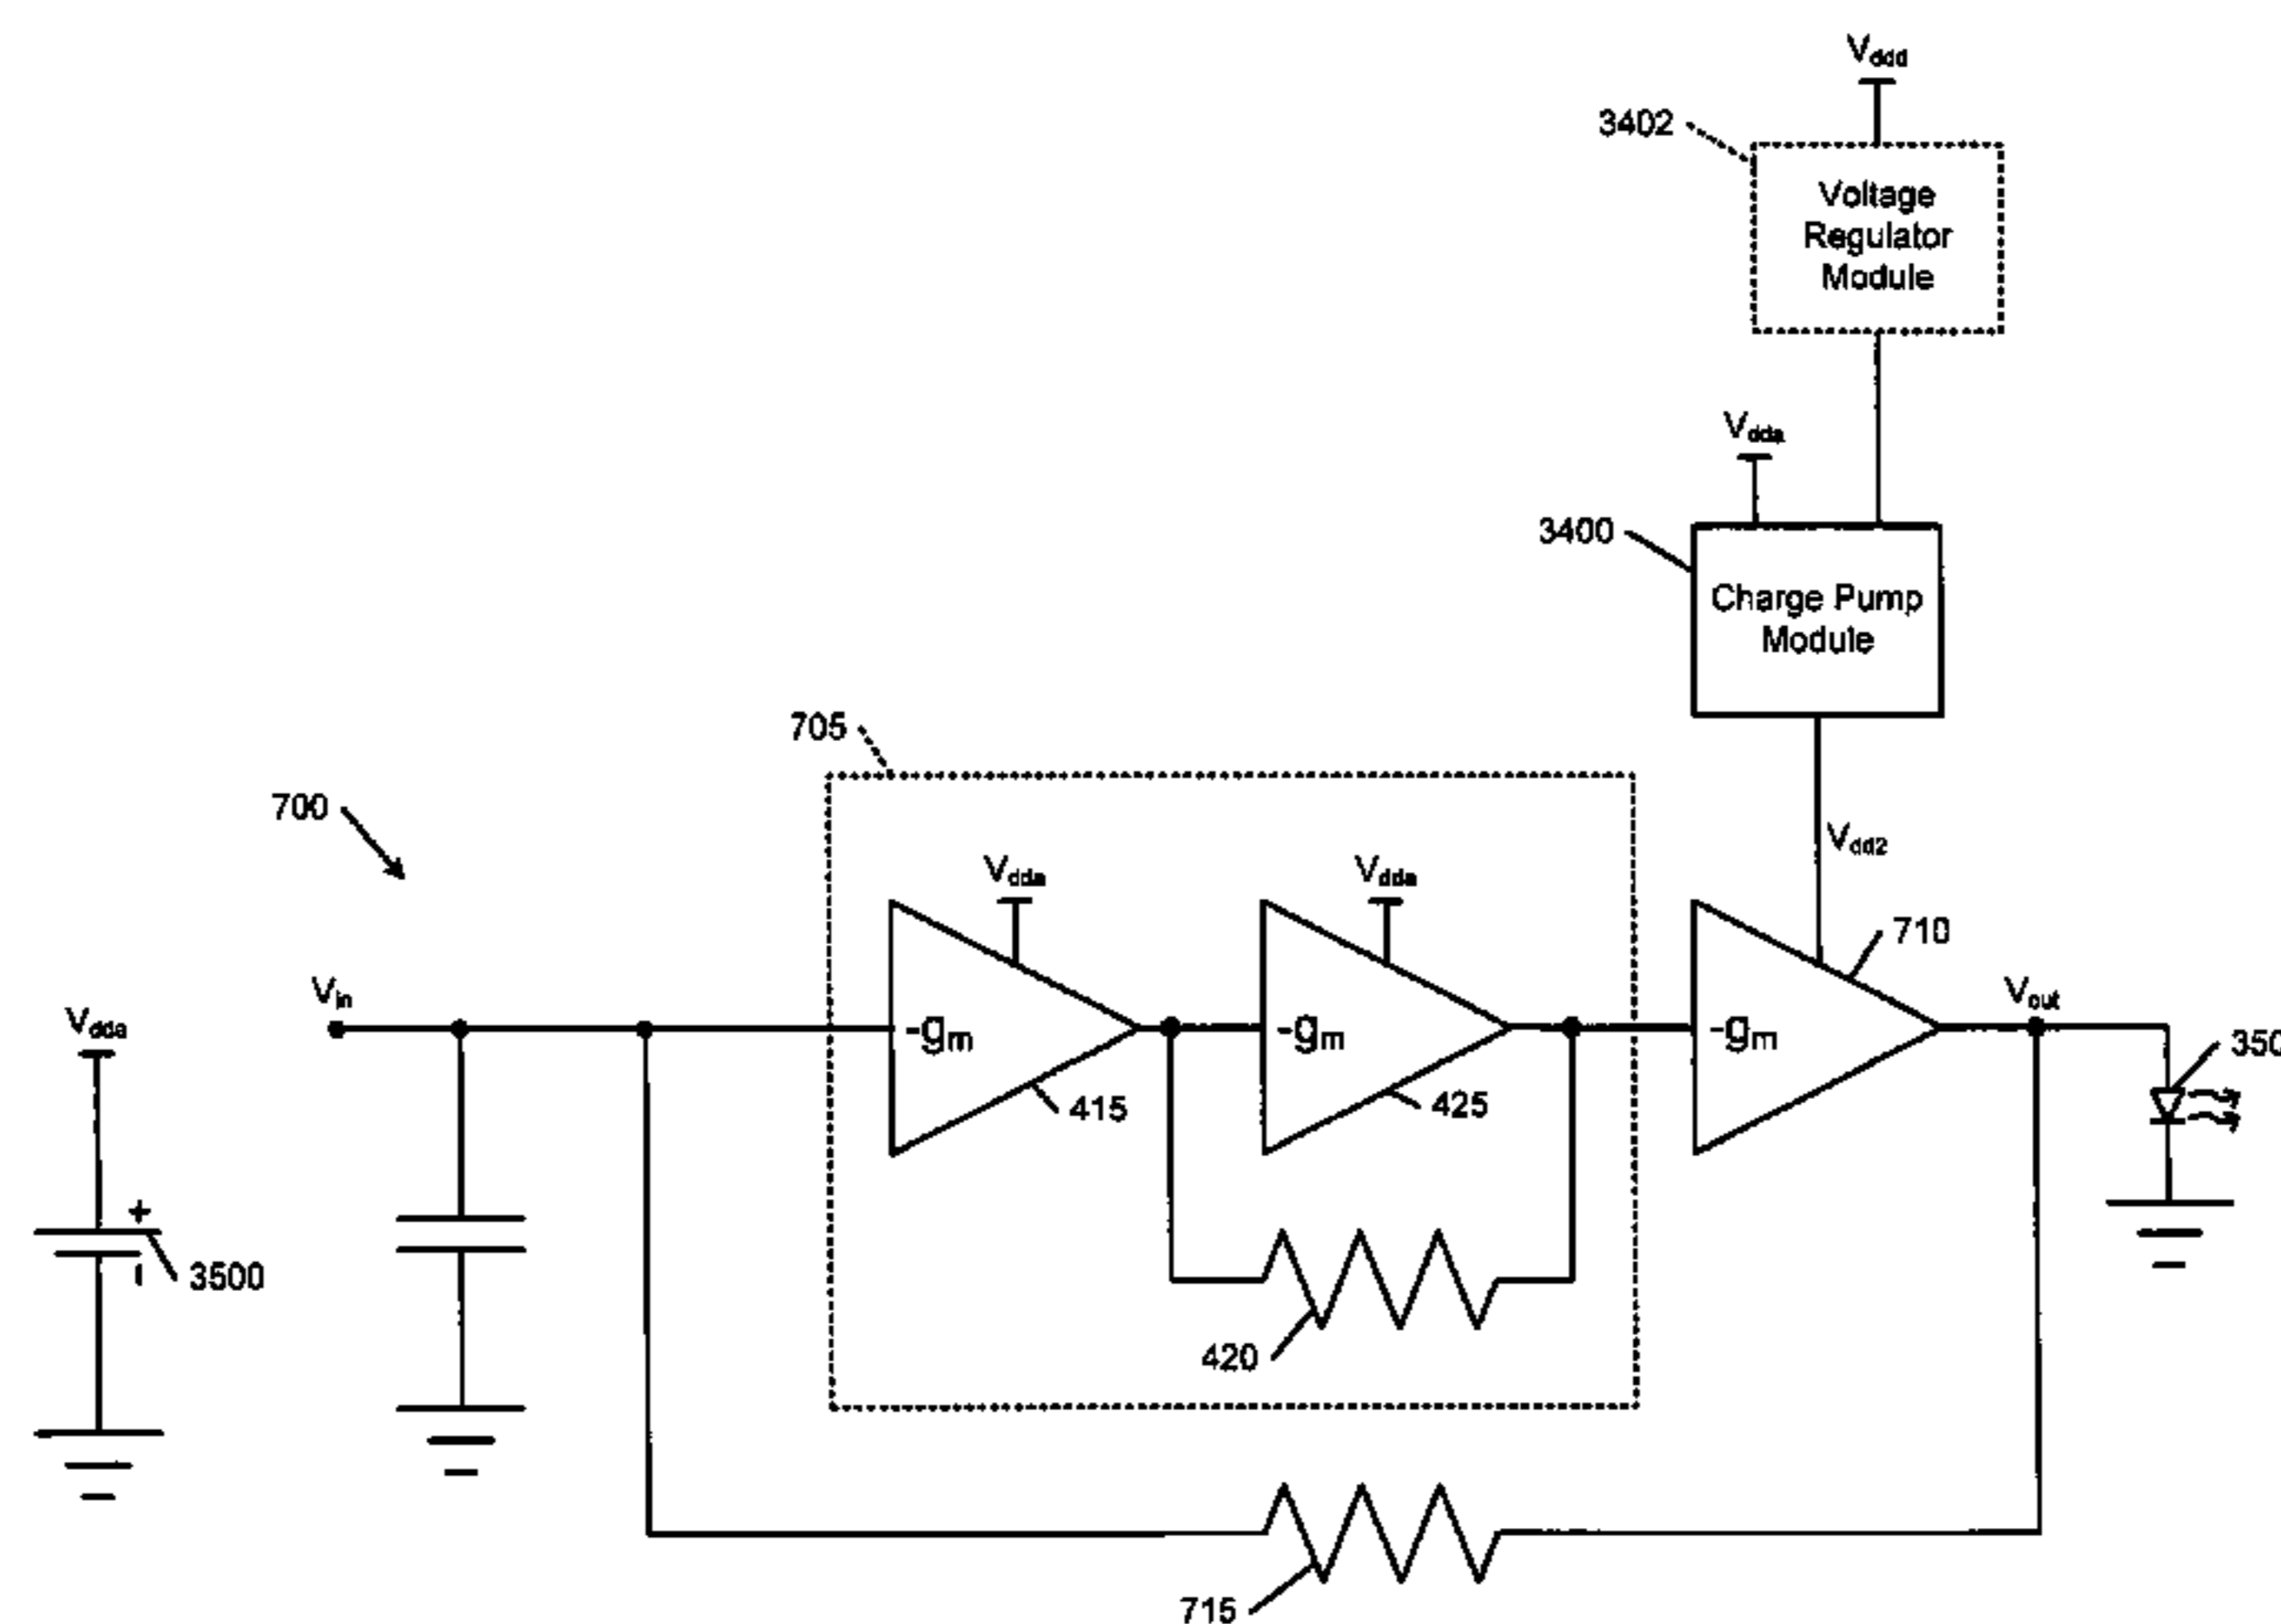 Vddd
3402
Voltage
Regulator
Module
Vdda
3400
Charge Pump
Module
705
700
Vdd2
Vdda
Vdda
710
Vin
Vout
Vdda
-gm
-gm
-gm
350
415
425
+
3500
420
715